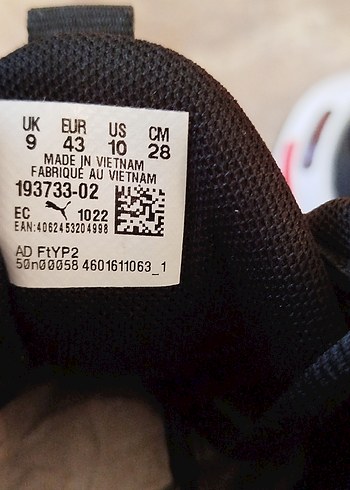 UK EUR US CM
9 43 10 28
MADE IN VIETNAM
FABRIQUÉ AU VIETNAM
193733-02
EC 1022
EAN:4062453204998
AD FtYP2
50n00058 4601611063_1